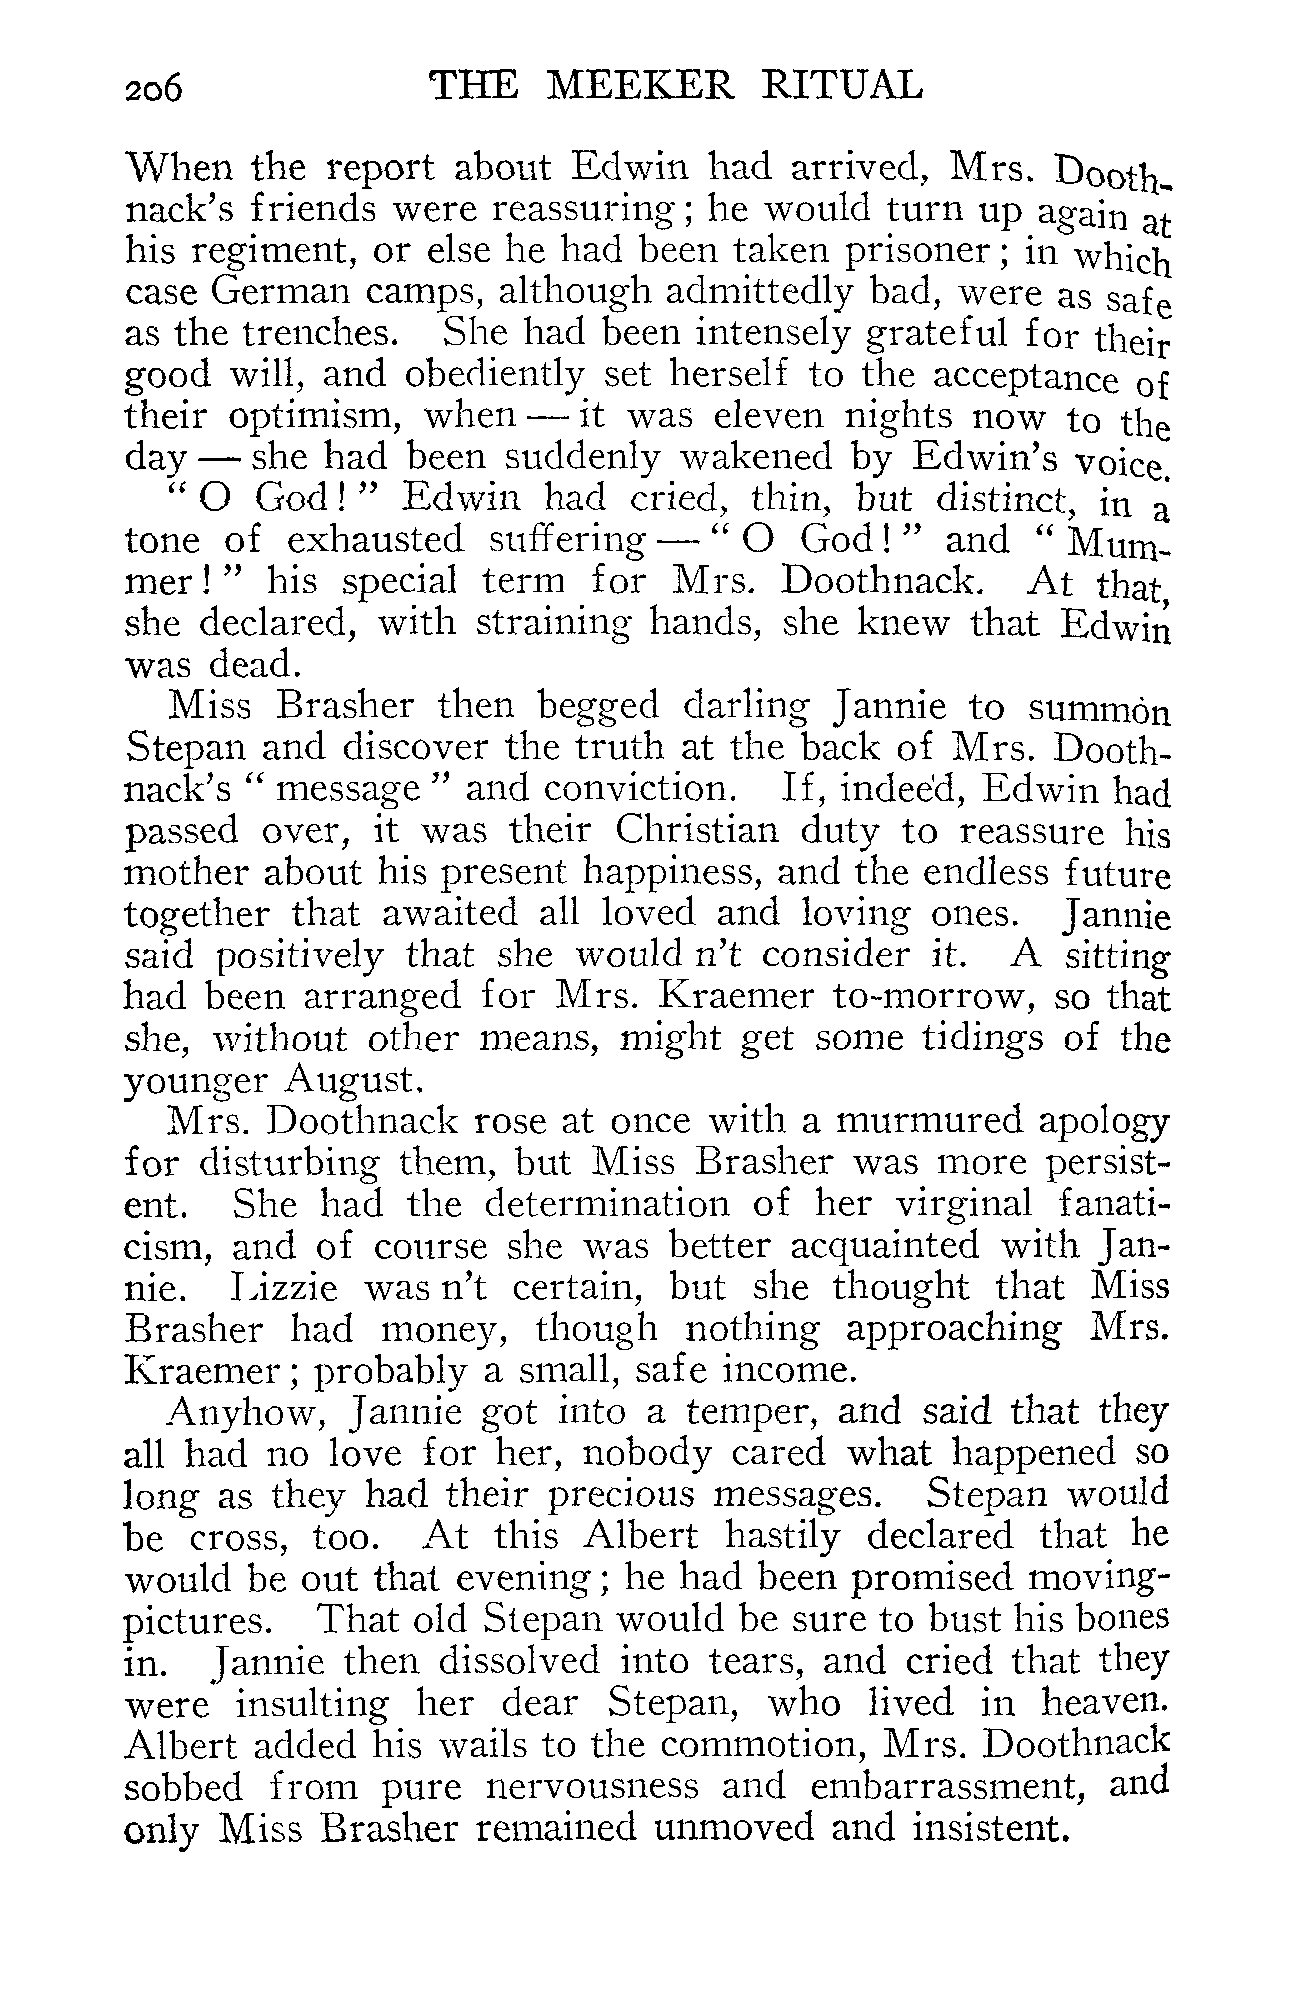 206 THE MEEKER RITUAL
When the report about Edwin had arrived, Mrs. Dooth-
nack's friends were reassuring; he would turn up again at
his regiment, or else he had been taken prisoner; in which
case German camps, although admittedly bad, were as safe
as the trenches. She had been intensely grateful for their
good will, and obediently set herself to the acceptance of
their optimism, when — it was eleven nights now to the
day — she had been suddenly wakened by Edwin's voice.
" O God! " Edwin had cried, thin, but distinct, in a
tone of exhausted suffering — " O God! " and " Mum-
mer! " his special term for Mrs. Doothnack. At that,
she declared, with straining hands, she knew that Edwin
was dead.
Miss Brasher then begged darling Jannie to summon
Stepan and discover the truth at the back of Mrs. Dooth-
nack's " message " and conviction. If, indeed, Edwin had
passed over, it was their Christian duty to reassure his
mother about his present happiness, and the endless future
together that awaited all loved and loving ones. Jannie
said positively that she would n't consider it. A sitting
had been arranged for Mrs. Kraemer to-morrow, so that
she, without other means, might get some tidings of the
younger August.
Mrs. Doothnack rose at once with a murmured apology
for disturbing them, but Miss Brasher was more persist-
ent. She had the determination of her virginal fanati-
cism, and of course she was better acquainted with Jan-
nie. Lizzie was n't certain, but she thought that Miss
Brasher had money, though nothing approaching Mrs.
Kraemer; probably a small, safe income.
Anyhow, Jannie got into a temper, and said that they
all had no love for her, nobody cared what happened so
long as they had their precious messages. Stepan would
be cross, too. At this Albert hastily declared that he
would be out that evening; he had been promised moving-
pictures. That old Stepan would be sure to bust his bones
in. Jannie then dissolved into tears, and cried that they
were insulting her dear Stepan, who lived in heaven.
Albert added his wails to the commotion, Mrs. Doothnack
sobbed from pure nervousness and embarrassment, and
only Miss Brasher remained unmoved and insistent.